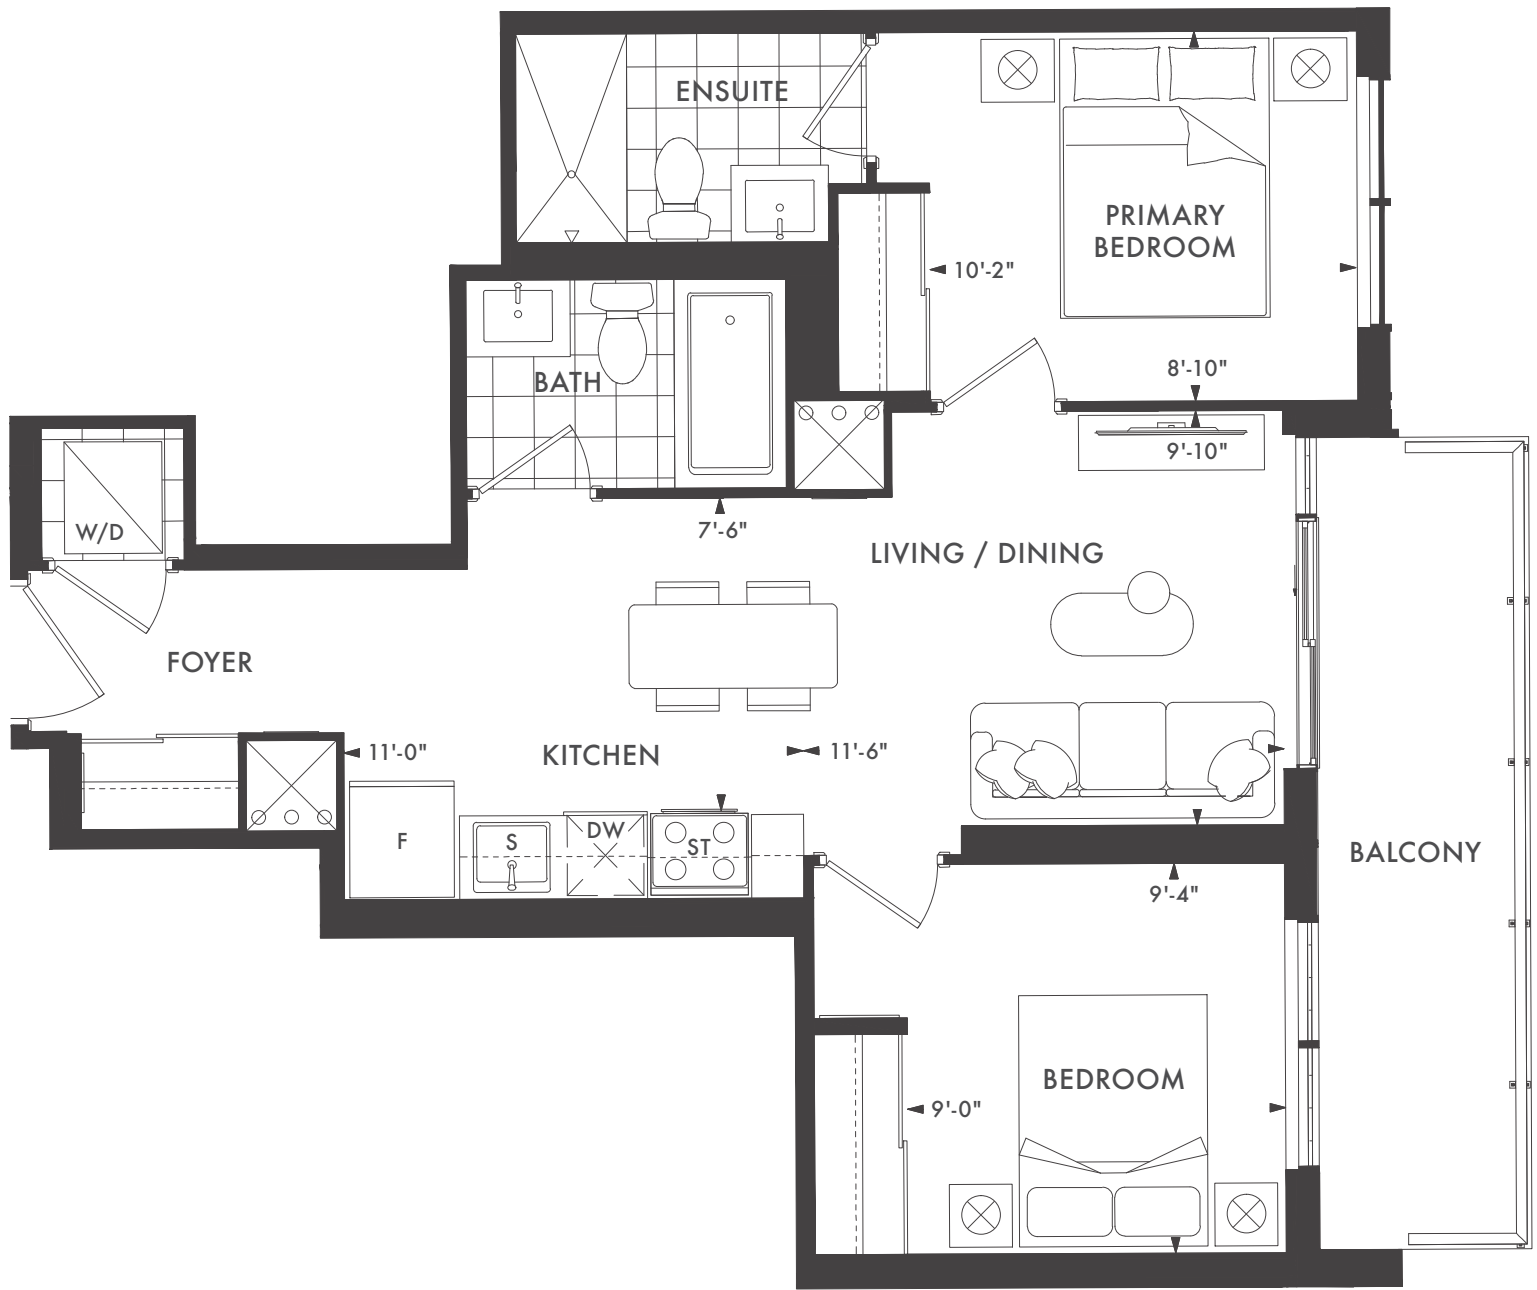 ENSUITE
PRIMARY
BEDROOM
10'-2"
8'-10"
BATH
9'-10"
W/D
7'-6"
LIVING / DINING
FOYER
11'-0"
KITCHEN
11'-6"
F
S
DW
ST
BALCONY
9'-4"
BEDROOM
9'-0"